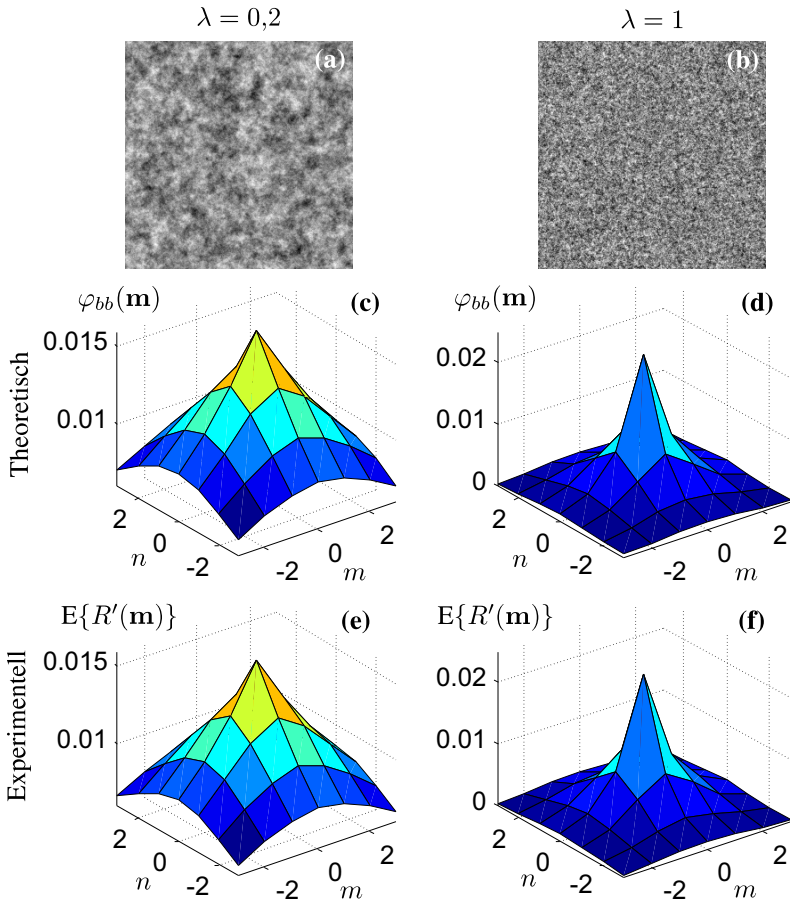 λ = 0,2
λ = 1
(a)
(b)
φ_bb(m)
(c)
φ_bb(m)
(d)
Theoretisch
0.015
0.01
2
0
-2
n
-2
0
2
m
0.02
0.01
0
2
0
-2
n
-2
0
2
m
E{R′(m)}
(e)
E{R′(m)}
(f)
Experimentell
0.015
0.01
2
0
-2
n
-2
0
2
m
0.02
0.01
0
2
0
-2
n
-2
0
2
m